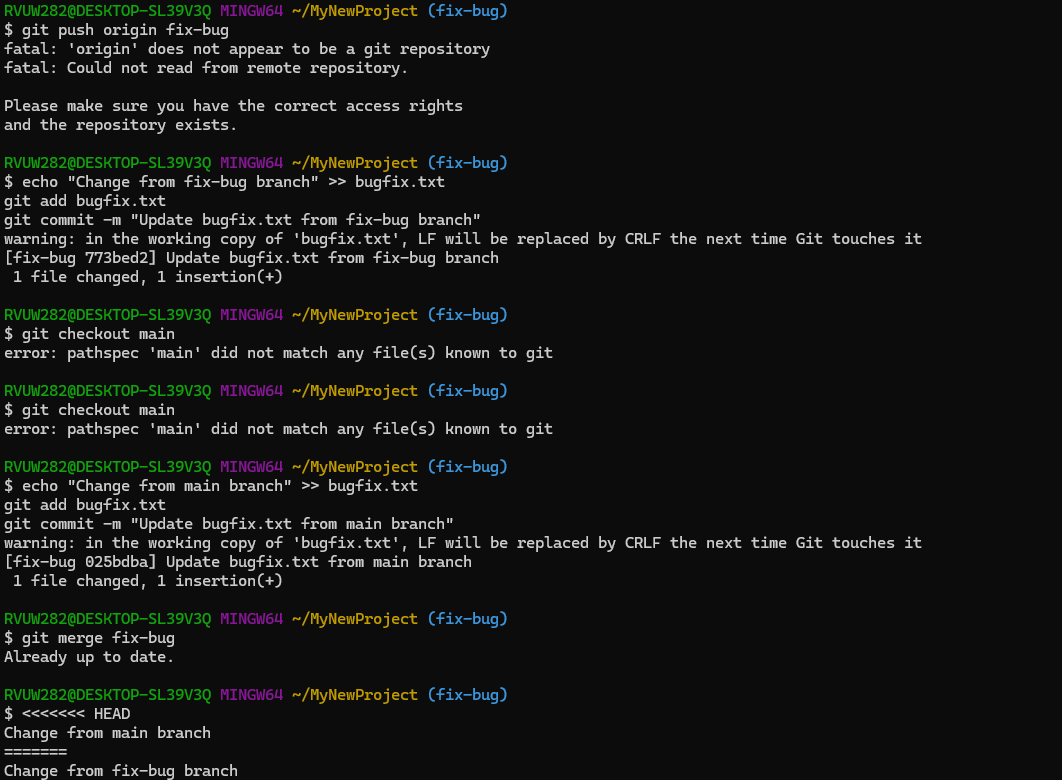 RVUW282@DESKTOP-SL39V3Q MINGW64 ~/MyNewProject (fix-bug)
$ git push origin fix-bug
fatal: 'origin' does not appear to be a git repository
fatal: Could not read from remote repository.
Please make sure you have the correct access rights
and the repository exists.
RVUW282@DESKTOP-SL39V3Q MINGW64 ~/MyNewProject (fix-bug)
$ echo "Change from fix-bug branch" >> bugfix.txt
git add bugfix.txt
git commit -m "Update bugfix.txt from fix-bug branch"
warning: in the working copy of 'bugfix.txt', LF will be replaced by CRLF the next time Git touches it
[fix-bug 773bed2] Update bugfix.txt from fix-bug branch
 1 file changed, 1 insertion(+)
RVUW282@DESKTOP-SL39V3Q MINGW64 ~/MyNewProject (fix-bug)
$ git checkout main
error: pathspec 'main' did not match any file(s) known to git
RVUW282@DESKTOP-SL39V3Q MINGW64 ~/MyNewProject (fix-bug)
$ git checkout main
error: pathspec 'main' did not match any file(s) known to git
RVUW282@DESKTOP-SL39V3Q MINGW64 ~/MyNewProject (fix-bug)
$ echo "Change from main branch" >> bugfix.txt
git add bugfix.txt
git commit -m "Update bugfix.txt from main branch"
warning: in the working copy of 'bugfix.txt', LF will be replaced by CRLF the next time Git touches it
[fix-bug 025bdba] Update bugfix.txt from main branch
 1 file changed, 1 insertion(+)
RVUW282@DESKTOP-SL39V3Q MINGW64 ~/MyNewProject (fix-bug)
$ git merge fix-bug
Already up to date.
RVUW282@DESKTOP-SL39V3Q MINGW64 ~/MyNewProject (fix-bug)
$ <<<<<<< HEAD
Change from main branch
=======
Change from fix-bug branch